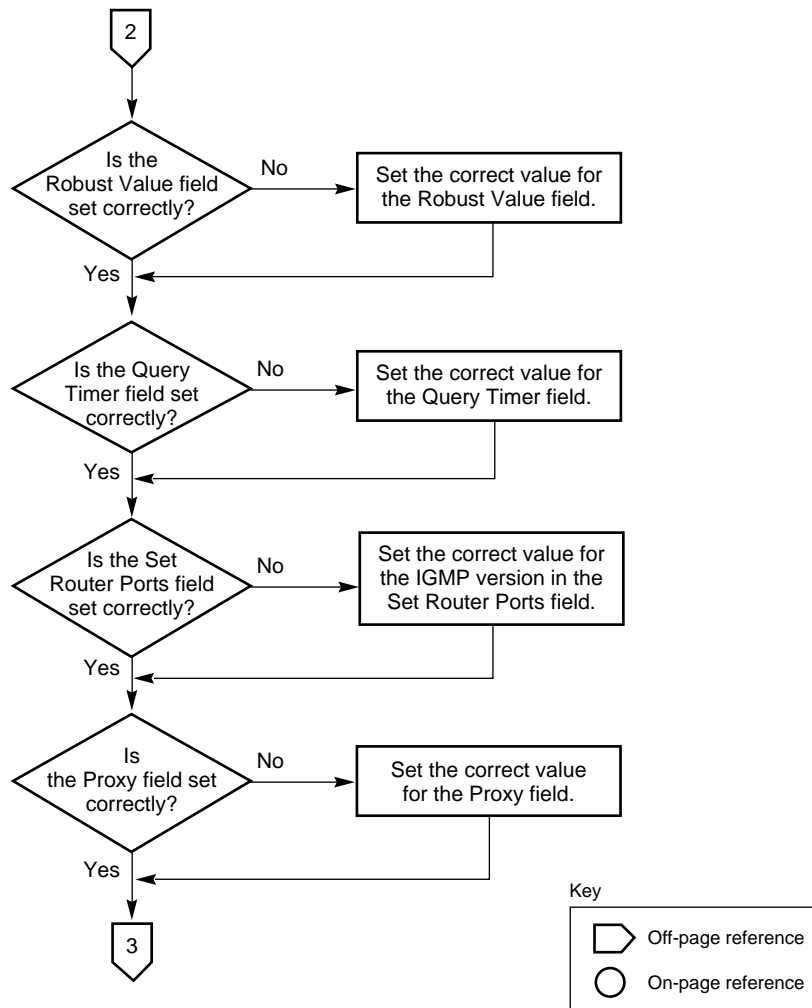 2
Is the
Robust Value field
set correctly?
No
Set the correct value for
the Robust Value field.
Yes
Is the Query
Timer field set
correctly?
No
Set the correct value for
the Query Timer field.
Yes
Is the Set
Router Ports field
set correctly?
No
Set the correct value for
the IGMP version in the
Set Router Ports field.
Yes
Is
the Proxy field set
correctly?
No
Set the correct value
for the Proxy field.
Yes
3
Key
Off-page reference
On-page reference